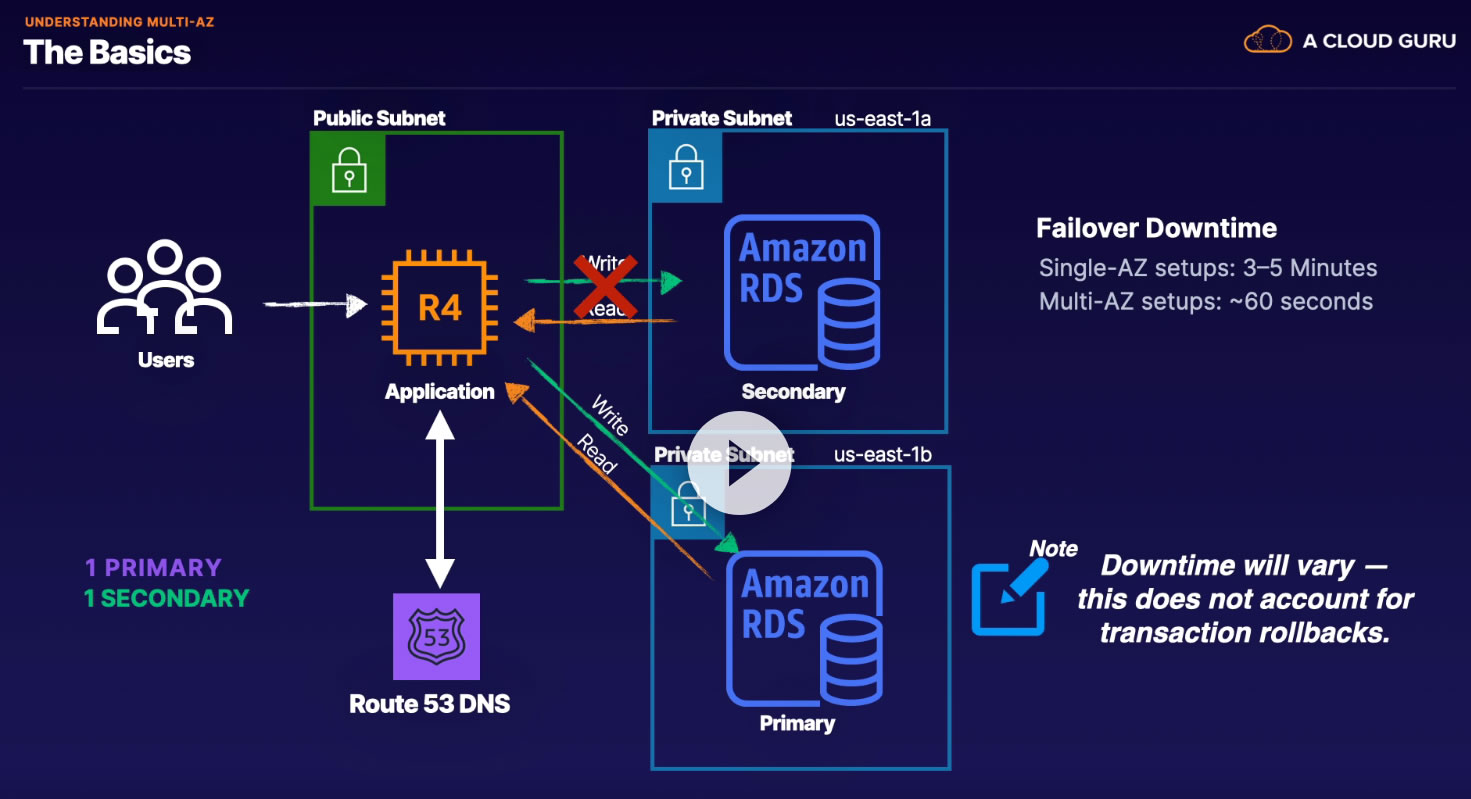 UNDERSTANDING MULTI-AZ
The Basics
A CLOUD GURU
Public Subnet
Private Subnet us-east-1a
Amazon
RDS
Secondary
Write
Read
R4
Application
Users
Failover Downtime
Single-AZ setups: 3–5 Minutes
Multi-AZ setups: ~60 seconds
Write
Read
Private Subnet us-east-1b
Amazon
RDS
Primary
1 PRIMARY
1 SECONDARY
53
Route 53 DNS
Note
Downtime will vary —
this does not account for
transaction rollbacks.